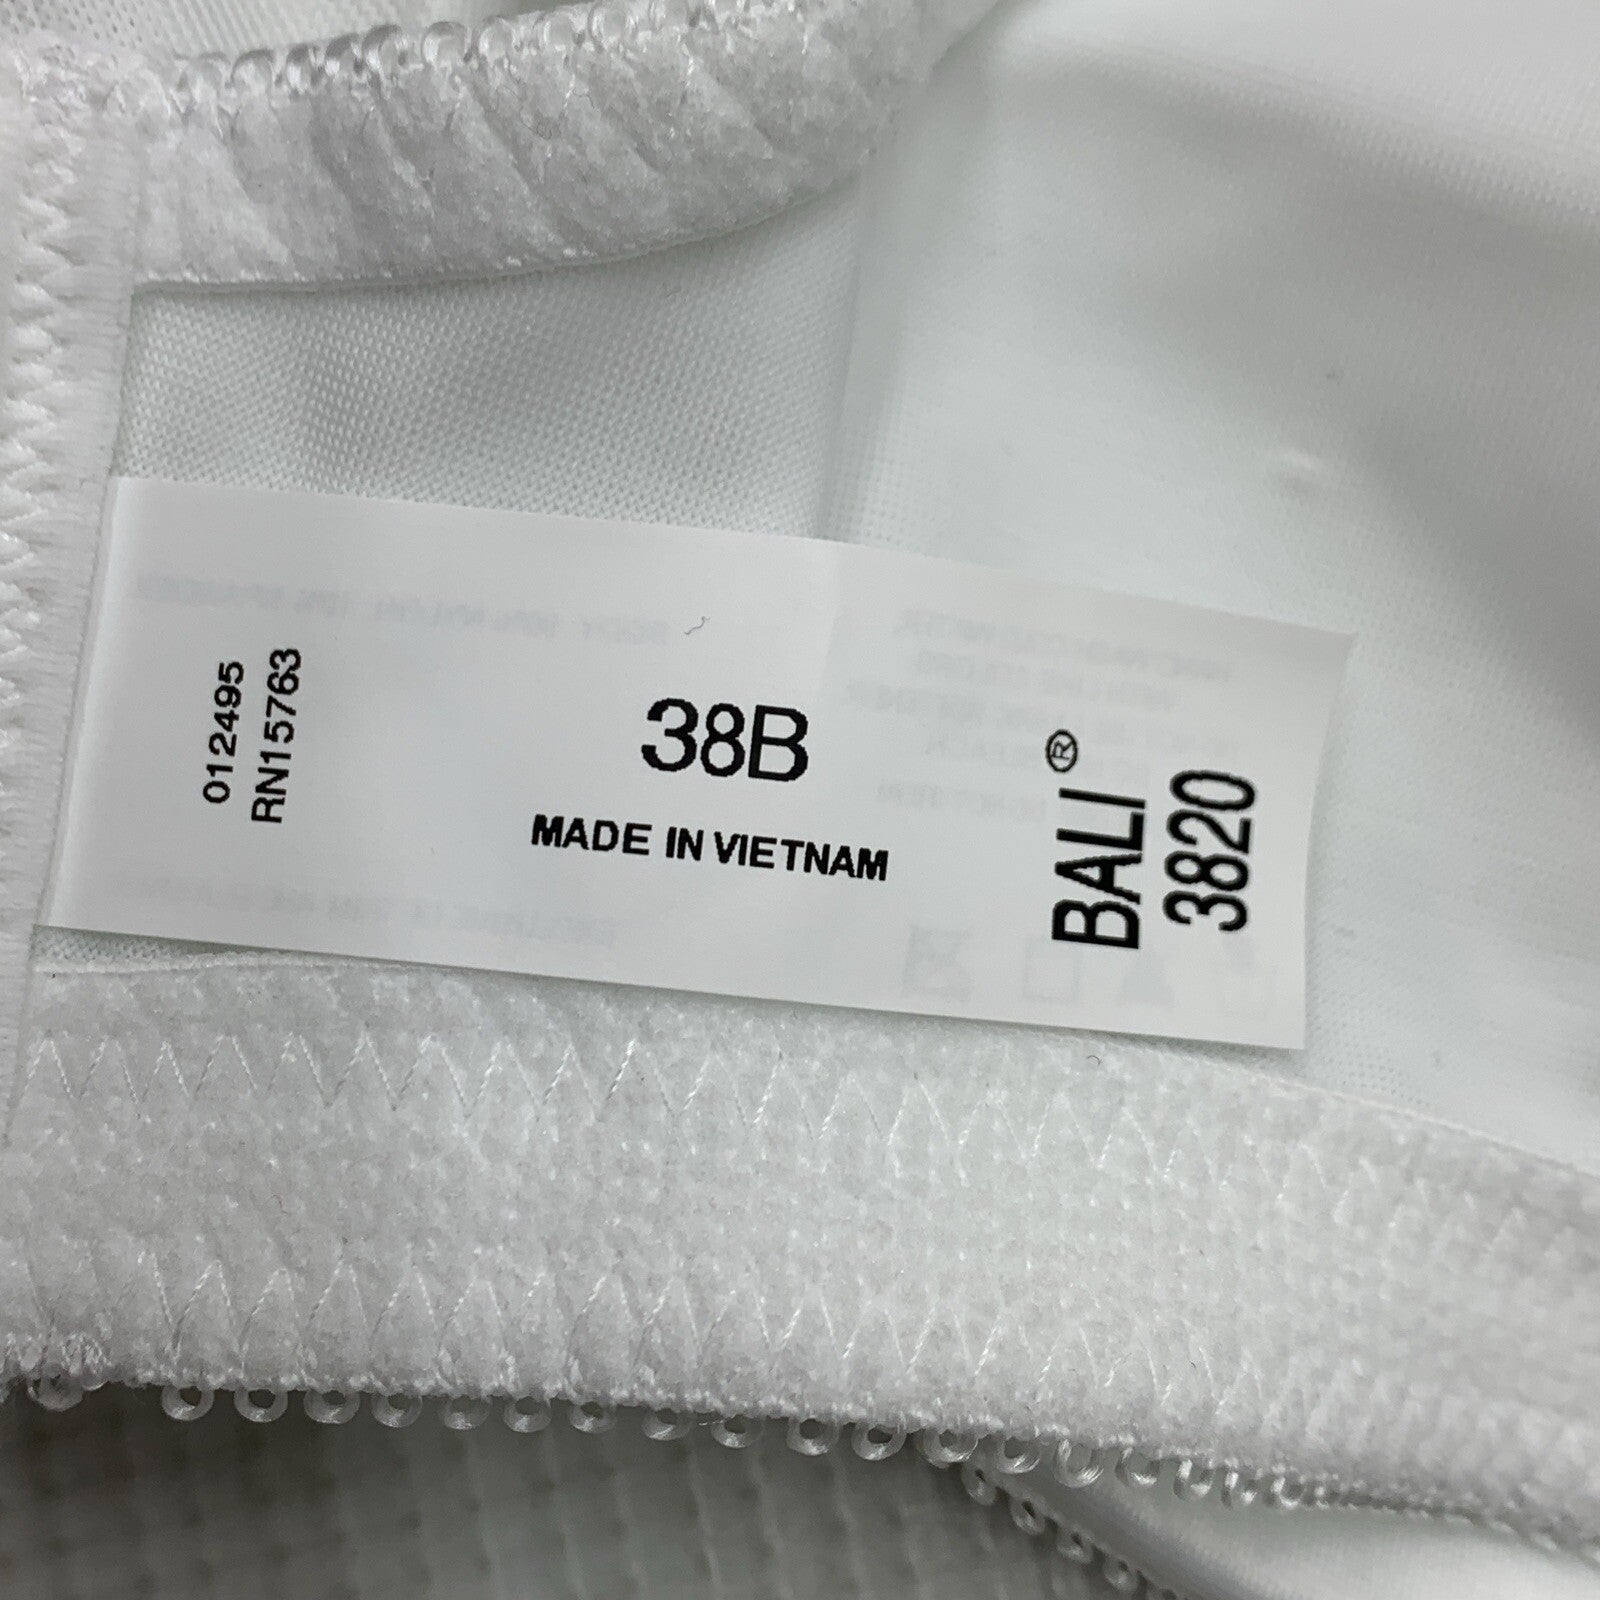 012495
RN15763
38B
MADE IN VIETNAM
BALI®
3820